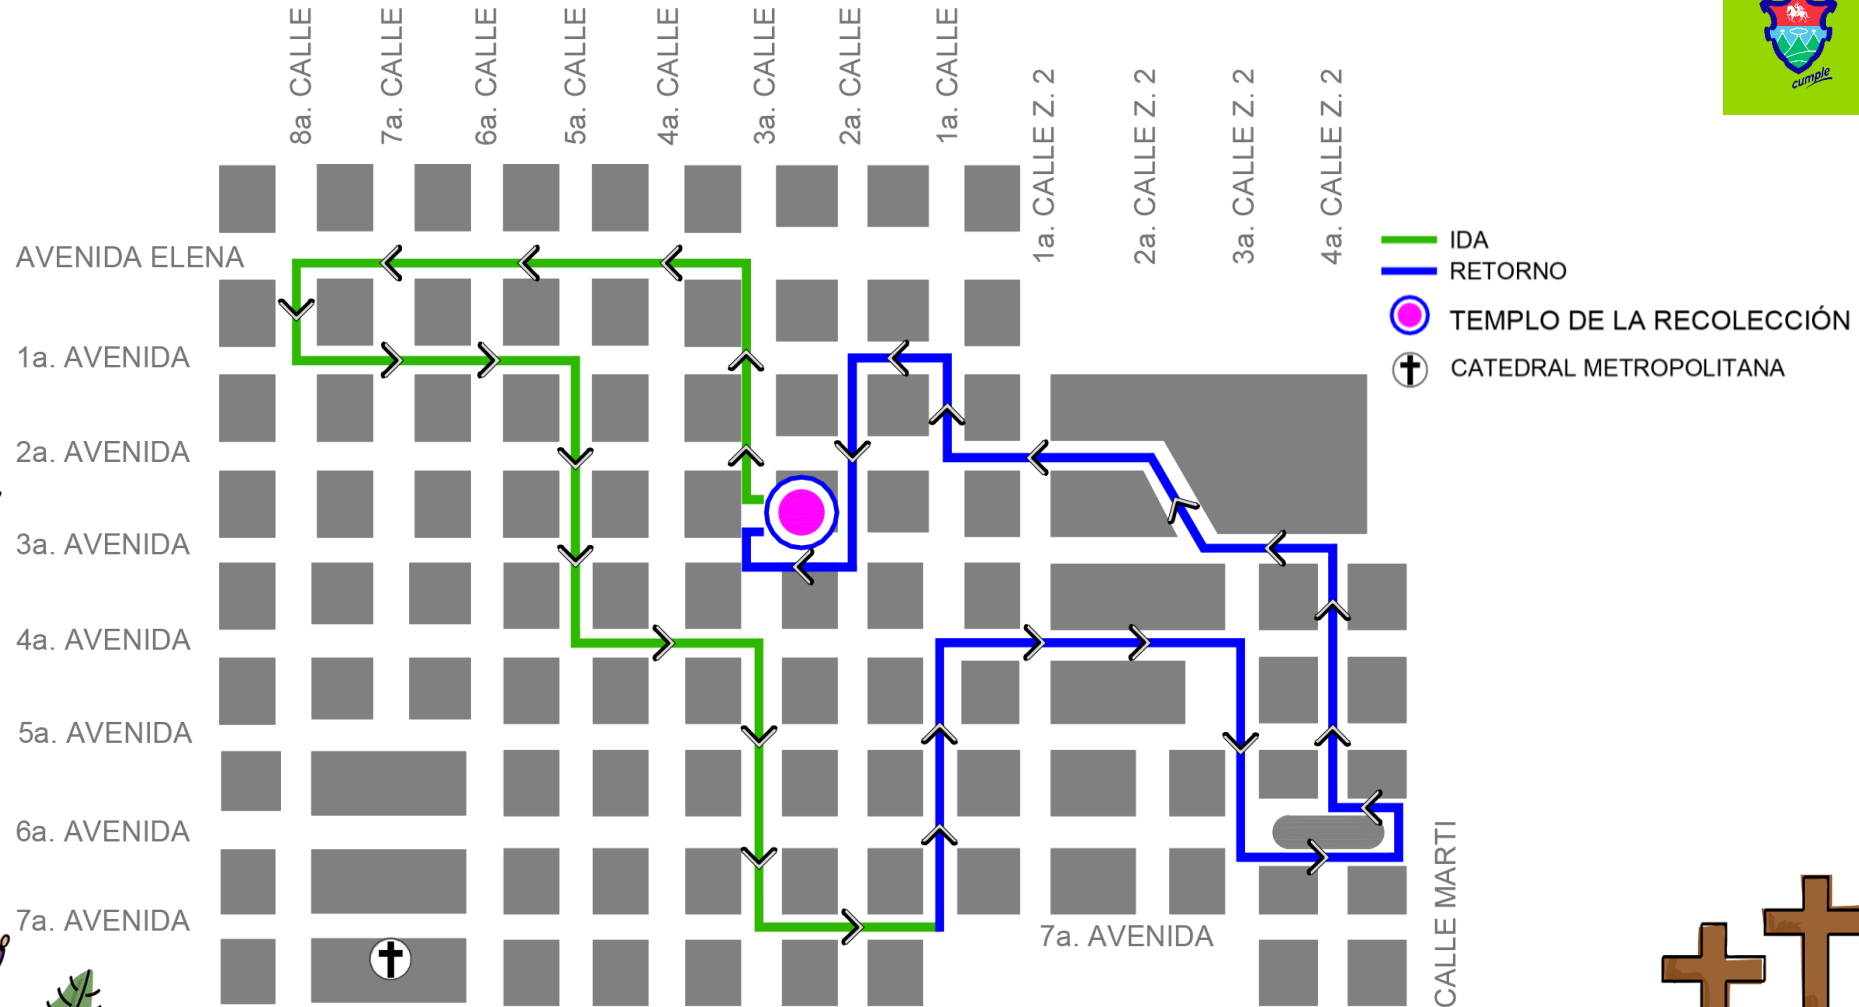 8a. CALLE
7a. CALLE
6a. CALLE
5a. CALLE
4a. CALLE
3a. CALLE
2a. CALLE
1a. CALLE
1a. CALLE Z. 2
2a. CALLE Z. 2
3a. CALLE Z. 2
4a. CALLE Z. 2
cumple
AVENIDA ELENA
1a. AVENIDA
2a. AVENIDA
3a. AVENIDA
4a. AVENIDA
5a. AVENIDA
6a. AVENIDA
7a. AVENIDA
IDA
RETORNO
TEMPLO DE LA RECOLECCIÓN
CATEDRAL METROPOLITANA
7a. AVENIDA
CALLE MARTI